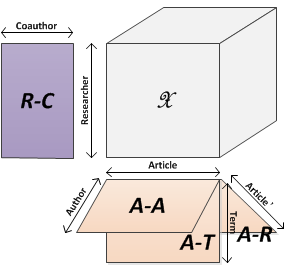 Coauthor
R-C
Researcher
𝒳
Article
Author
A-A
Term
Article '
A-T
A-R